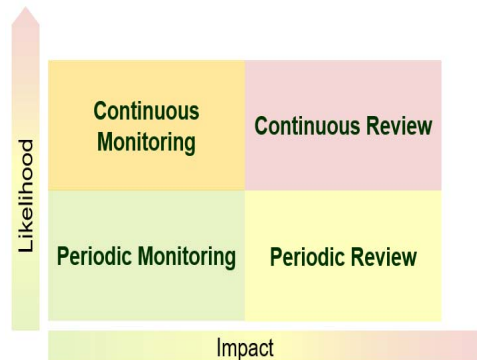 Likelihood
Continuous
Monitoring
Continuous Review
Periodic Monitoring
Periodic Review
Impact